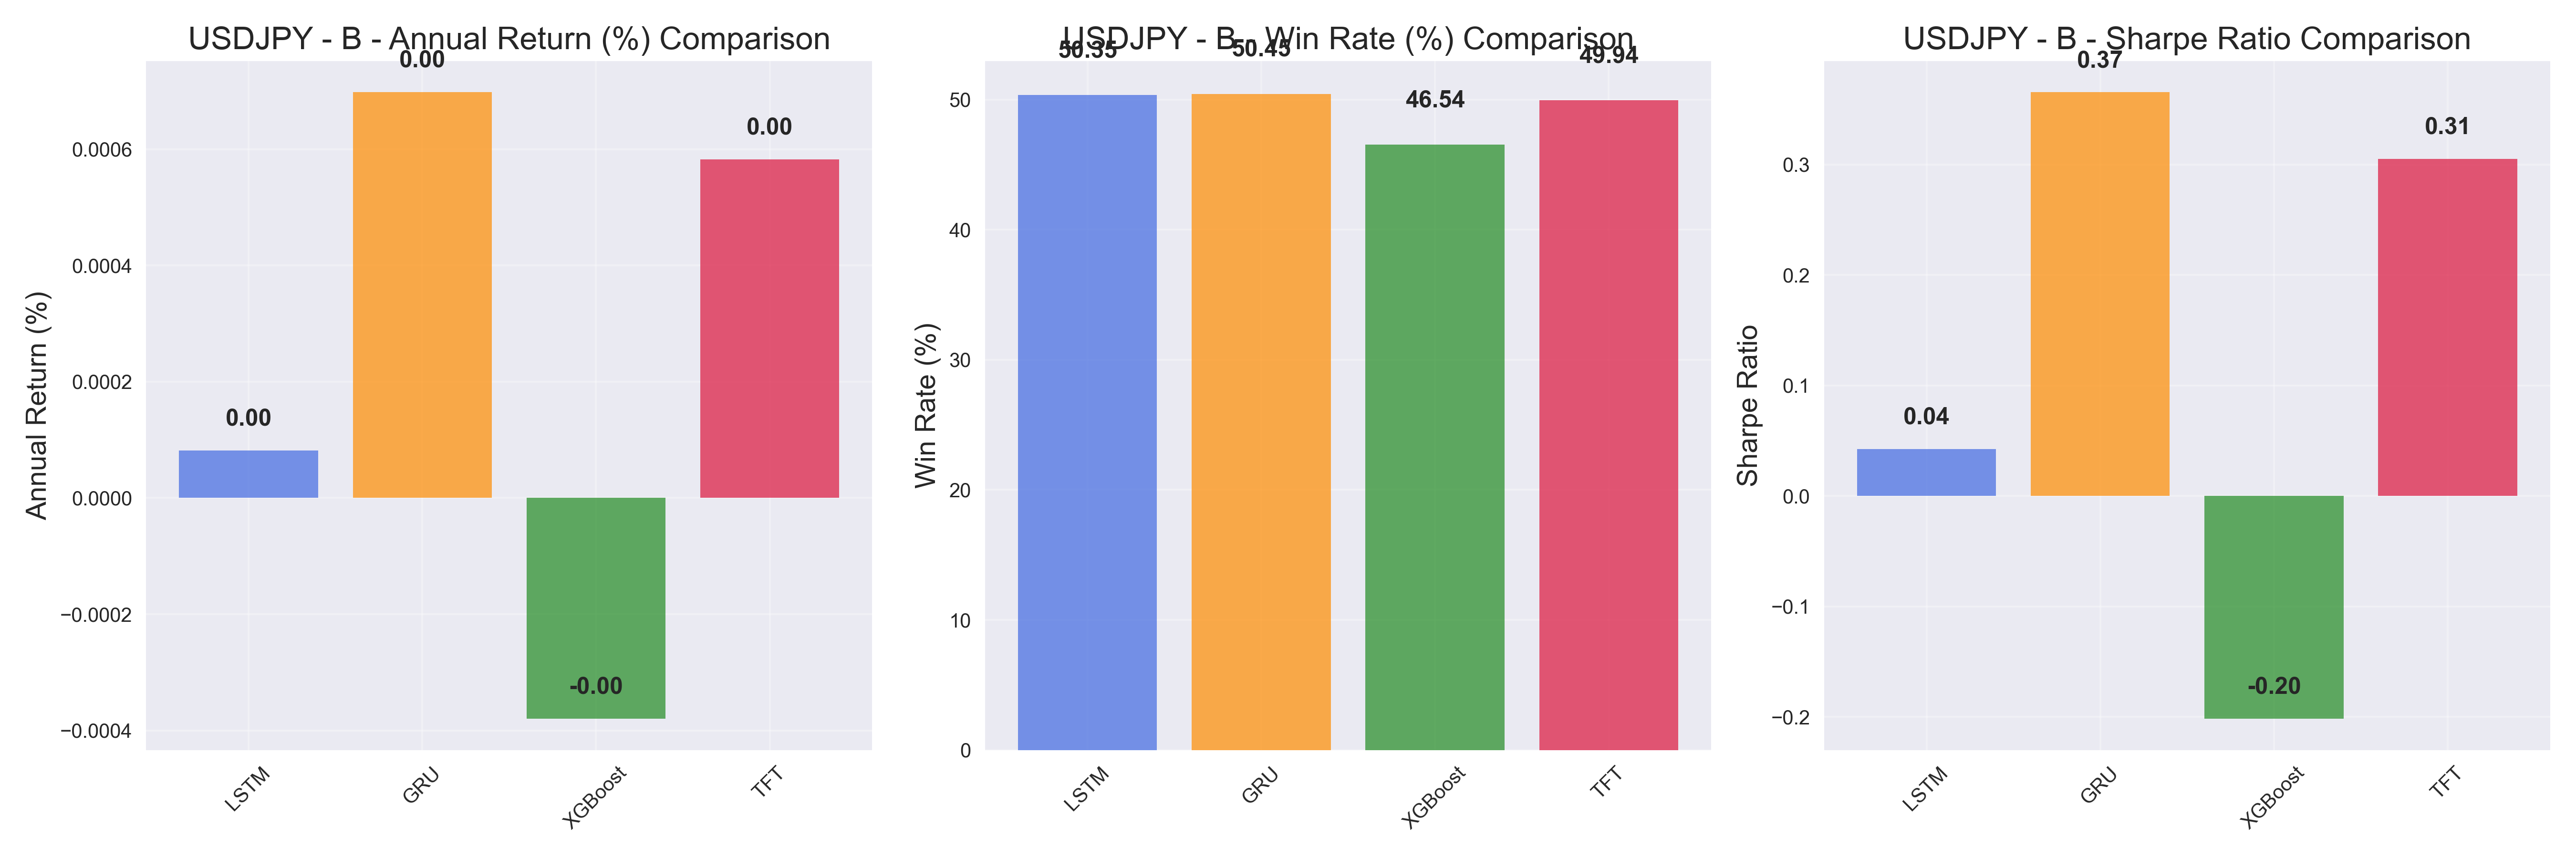 USDJPY - B - Annual Return (%) Comparison
Annual Return (%)
0.0006
0.0004
0.0002
0.0000
−0.0002
−0.0004
0.00
0.00
-0.00
0.00
LSTM
GRU
XGBoost
TFT
USDJPY - B - Win Rate (%) Comparison
Win Rate (%)
50
40
30
20
10
0
50.35
50.45
46.54
49.94
LSTM
GRU
XGBoost
TFT
USDJPY - B - Sharpe Ratio Comparison
Sharpe Ratio
0.3
0.2
0.1
0.0
−0.1
−0.2
0.04
0.37
-0.20
0.31
LSTM
GRU
XGBoost
TFT